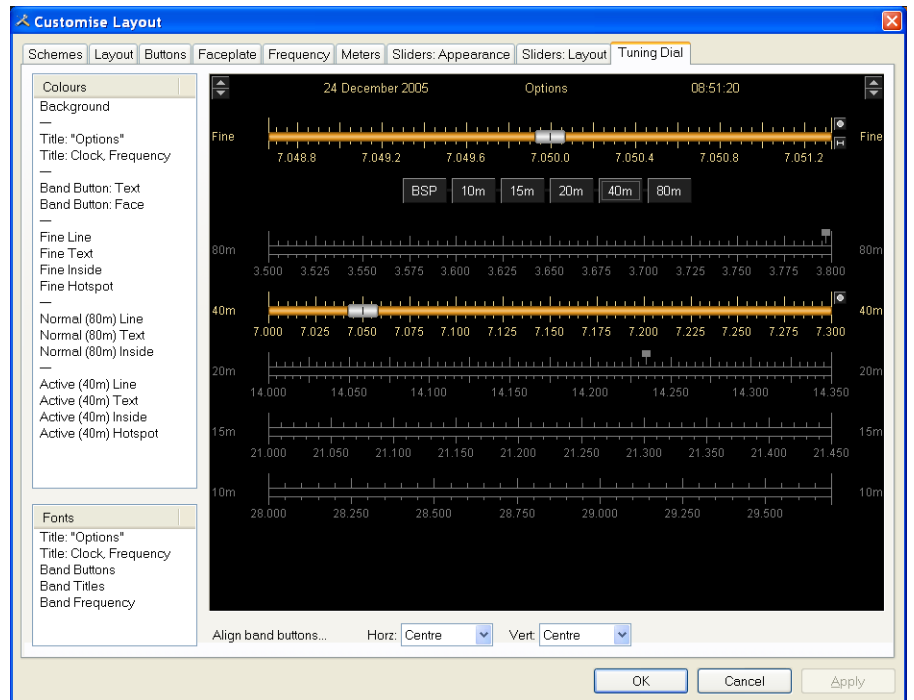 Customise Layout
Schemes Layout Buttons Faceplate Frequency Meters Sliders: Appearance Sliders: Layout Tuning Dial
Colours
Background
—
Title: "Options"
Title: Clock, Frequency
—
Band Button: Text
Band Button: Face
—
Fine Line
Fine Text
Fine Inside
Fine Hotspot
—
Normal (80m) Line
Normal (80m) Text
Normal (80m) Inside
—
Active (40m) Line
Active (40m) Text
Active (40m) Inside
Active (40m) Hotspot
Fonts
Title: "Options"
Title: Clock, Frequency
Band Buttons
Band Titles
Band Frequency
24 December 2005 Options 08:51:20
Fine Fine
7.048.8 7.049.2 7.049.6 7.050.0 7.050.4 7.050.8 7.051.2
BSP 10m 15m 20m 40m 80m
80m 80m
3.500 3.525 3.550 3.575 3.600 3.625 3.650 3.675 3.700 3.725 3.750 3.775 3.800
40m 40m
7.000 7.025 7.050 7.075 7.100 7.125 7.150 7.175 7.200 7.225 7.250 7.275 7.300
20m 20m
14.000 14.050 14.100 14.150 14.200 14.250 14.300 14.350
15m 15m
21.000 21.050 21.100 21.150 21.200 21.250 21.300 21.350 21.400 21.450
10m 10m
28.000 28.250 28.500 28.750 29.000 29.250 29.500
Align band buttons... Horz: Centre Vert: Centre
OK Cancel Apply